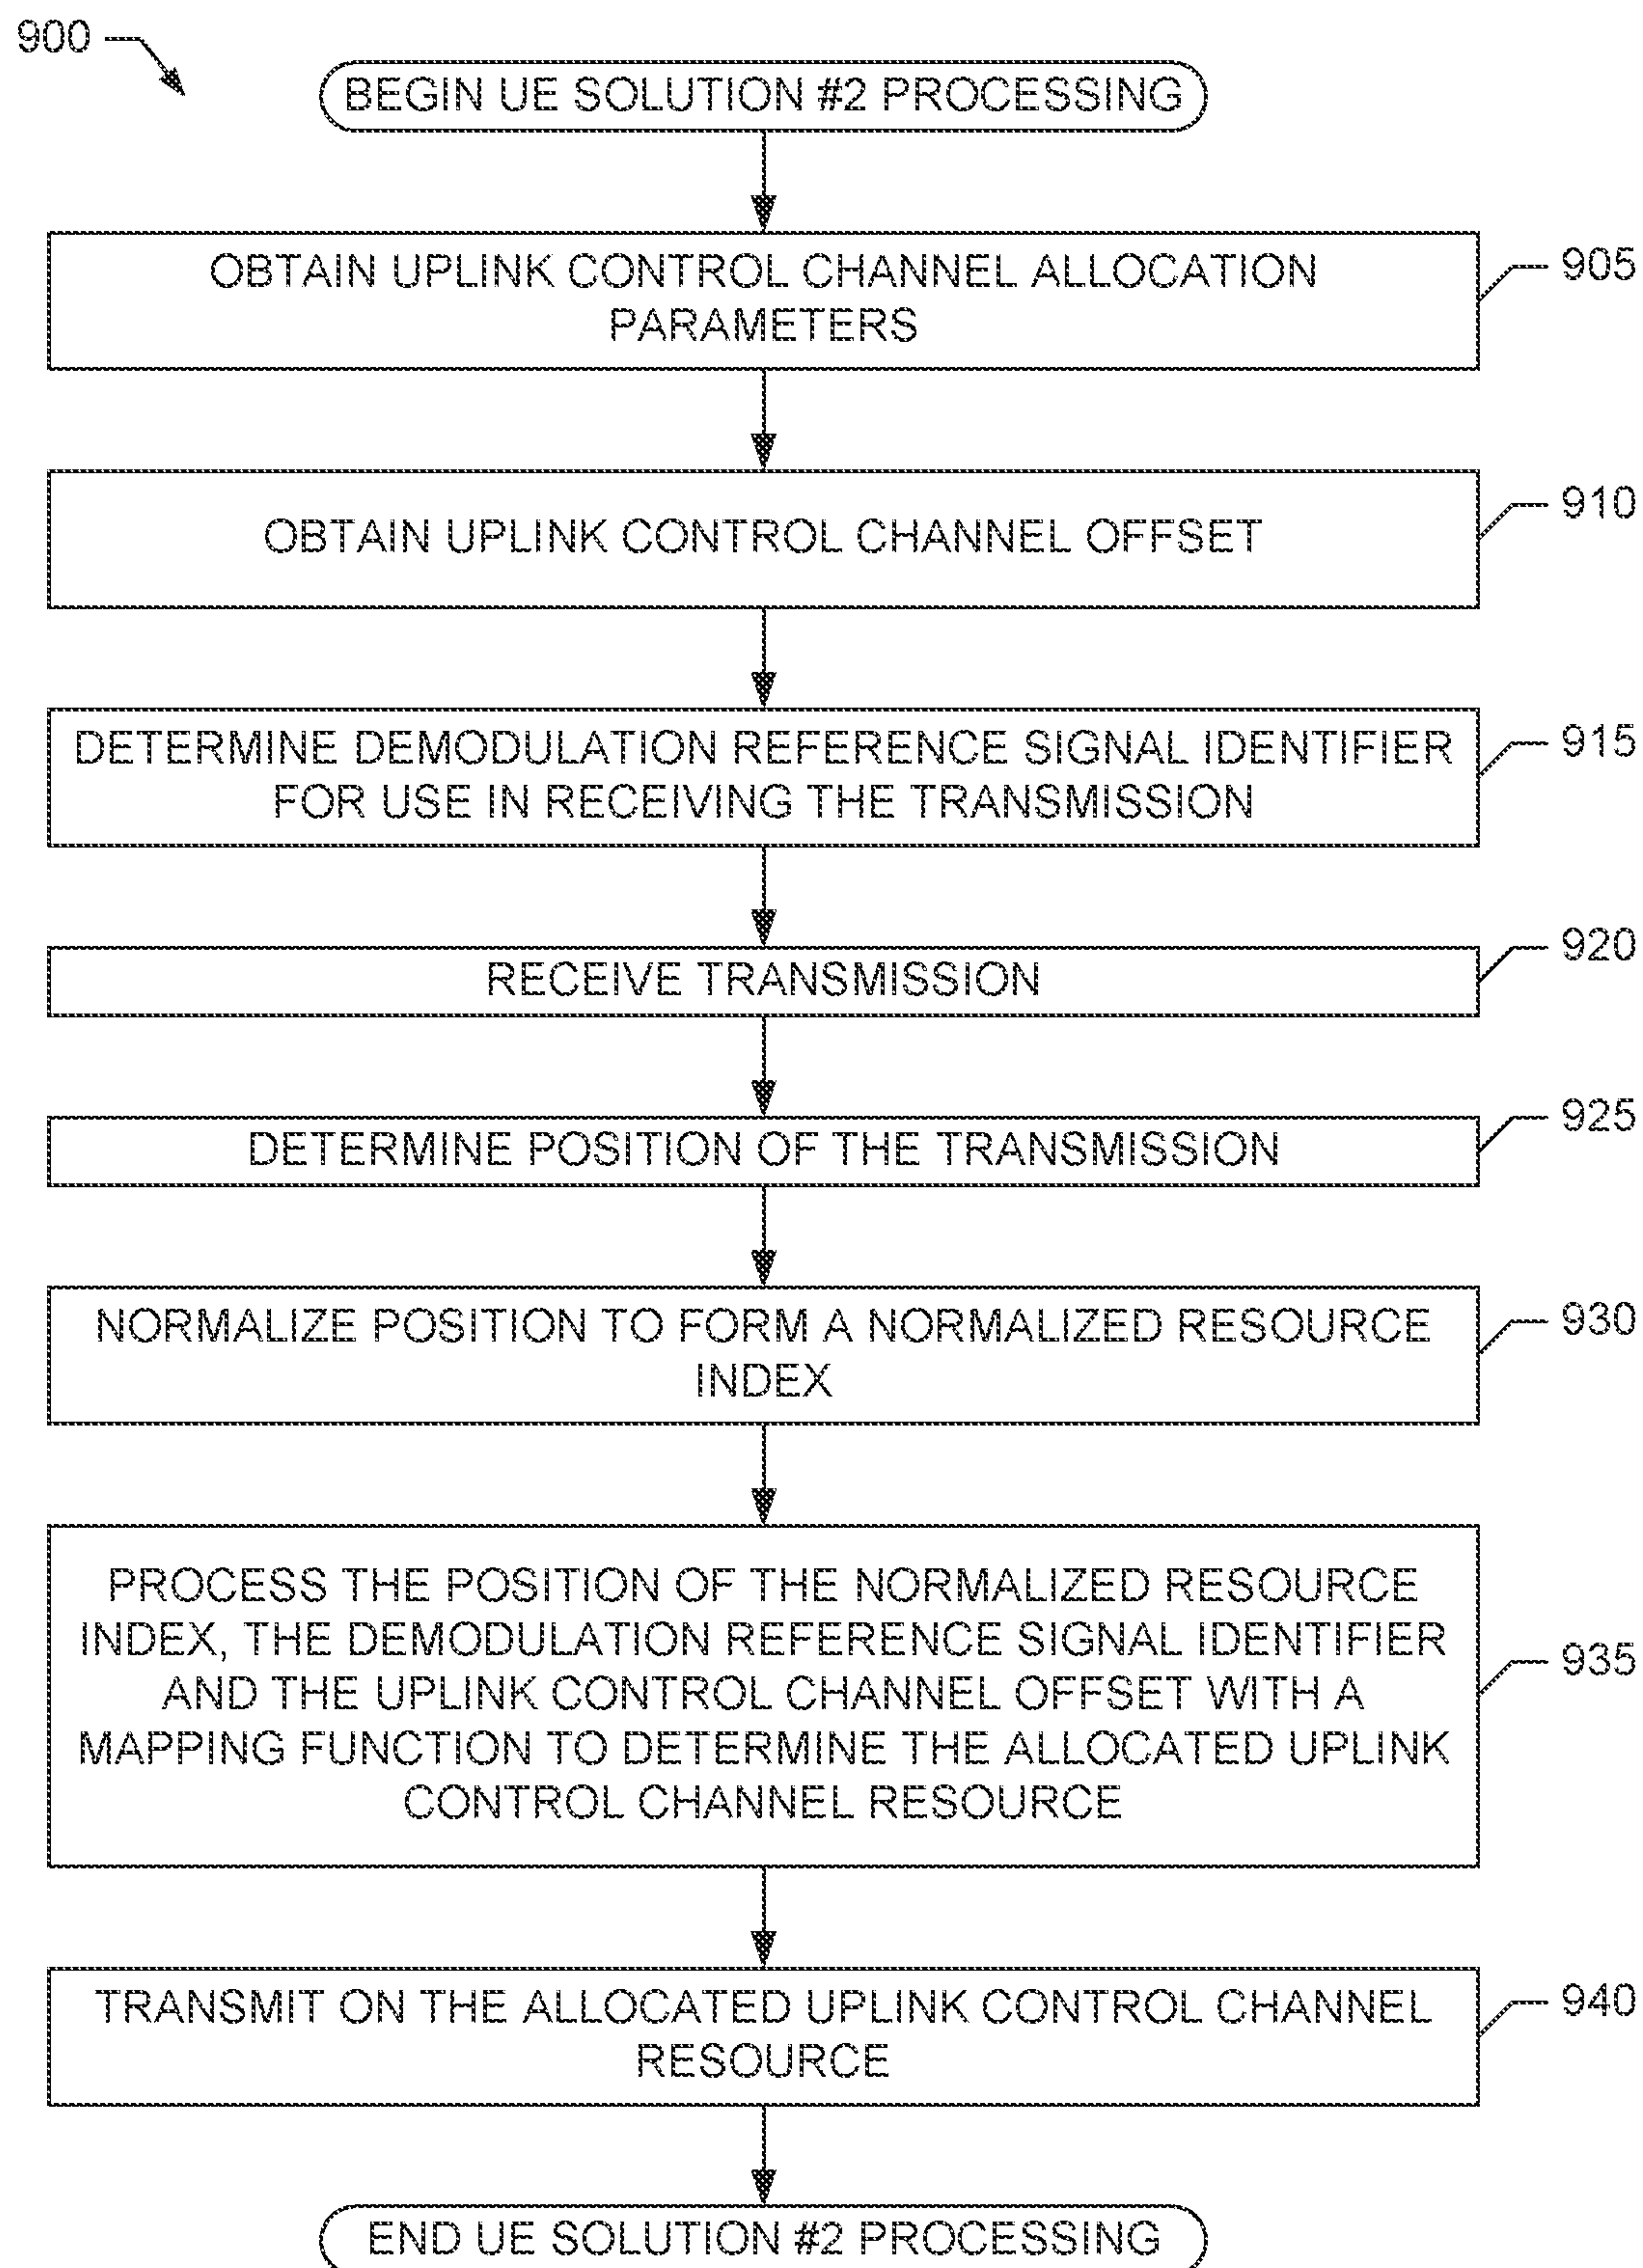 900
BEGIN UE SOLUTION #2 PROCESSING
OBTAIN UPLINK CONTROL CHANNEL ALLOCATION
PARAMETERS
905
OBTAIN UPLINK CONTROL CHANNEL OFFSET
910
DETERMINE DEMODULATION REFERENCE SIGNAL IDENTIFIER
FOR USE IN RECEIVING THE TRANSMISSION
915
RECEIVE TRANSMISSION
920
DETERMINE POSITION OF THE TRANSMISSION
925
NORMALIZE POSITION TO FORM A NORMALIZED RESOURCE
INDEX
930
PROCESS THE POSITION OF THE NORMALIZED RESOURCE
INDEX, THE DEMODULATION REFERENCE SIGNAL IDENTIFIER
AND THE UPLINK CONTROL CHANNEL OFFSET WITH A
MAPPING FUNCTION TO DETERMINE THE ALLOCATED UPLINK
CONTROL CHANNEL RESOURCE
935
TRANSMIT ON THE ALLOCATED UPLINK CONTROL CHANNEL
RESOURCE
940
END UE SOLUTION #2 PROCESSING